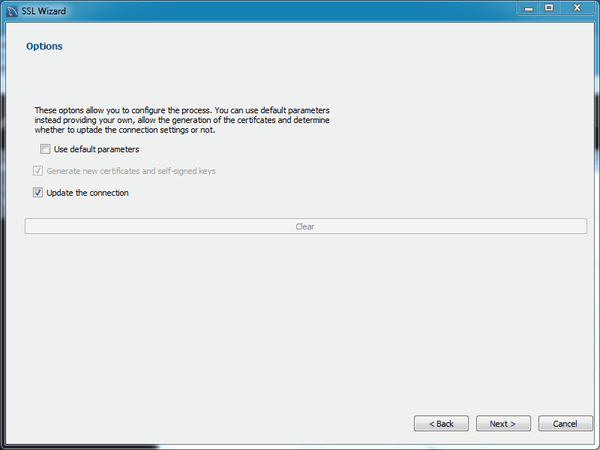 SSL Wizard
Options
These optons allow you to configure the process. You can use default parameters
instead providing your own, allow the generation of the certifcates and determine
whether to uptade the connection settings or not.
Use default parameters
Generate new certificates and self-signed keys
Update the connection
Clear
< Back Next > Cancel